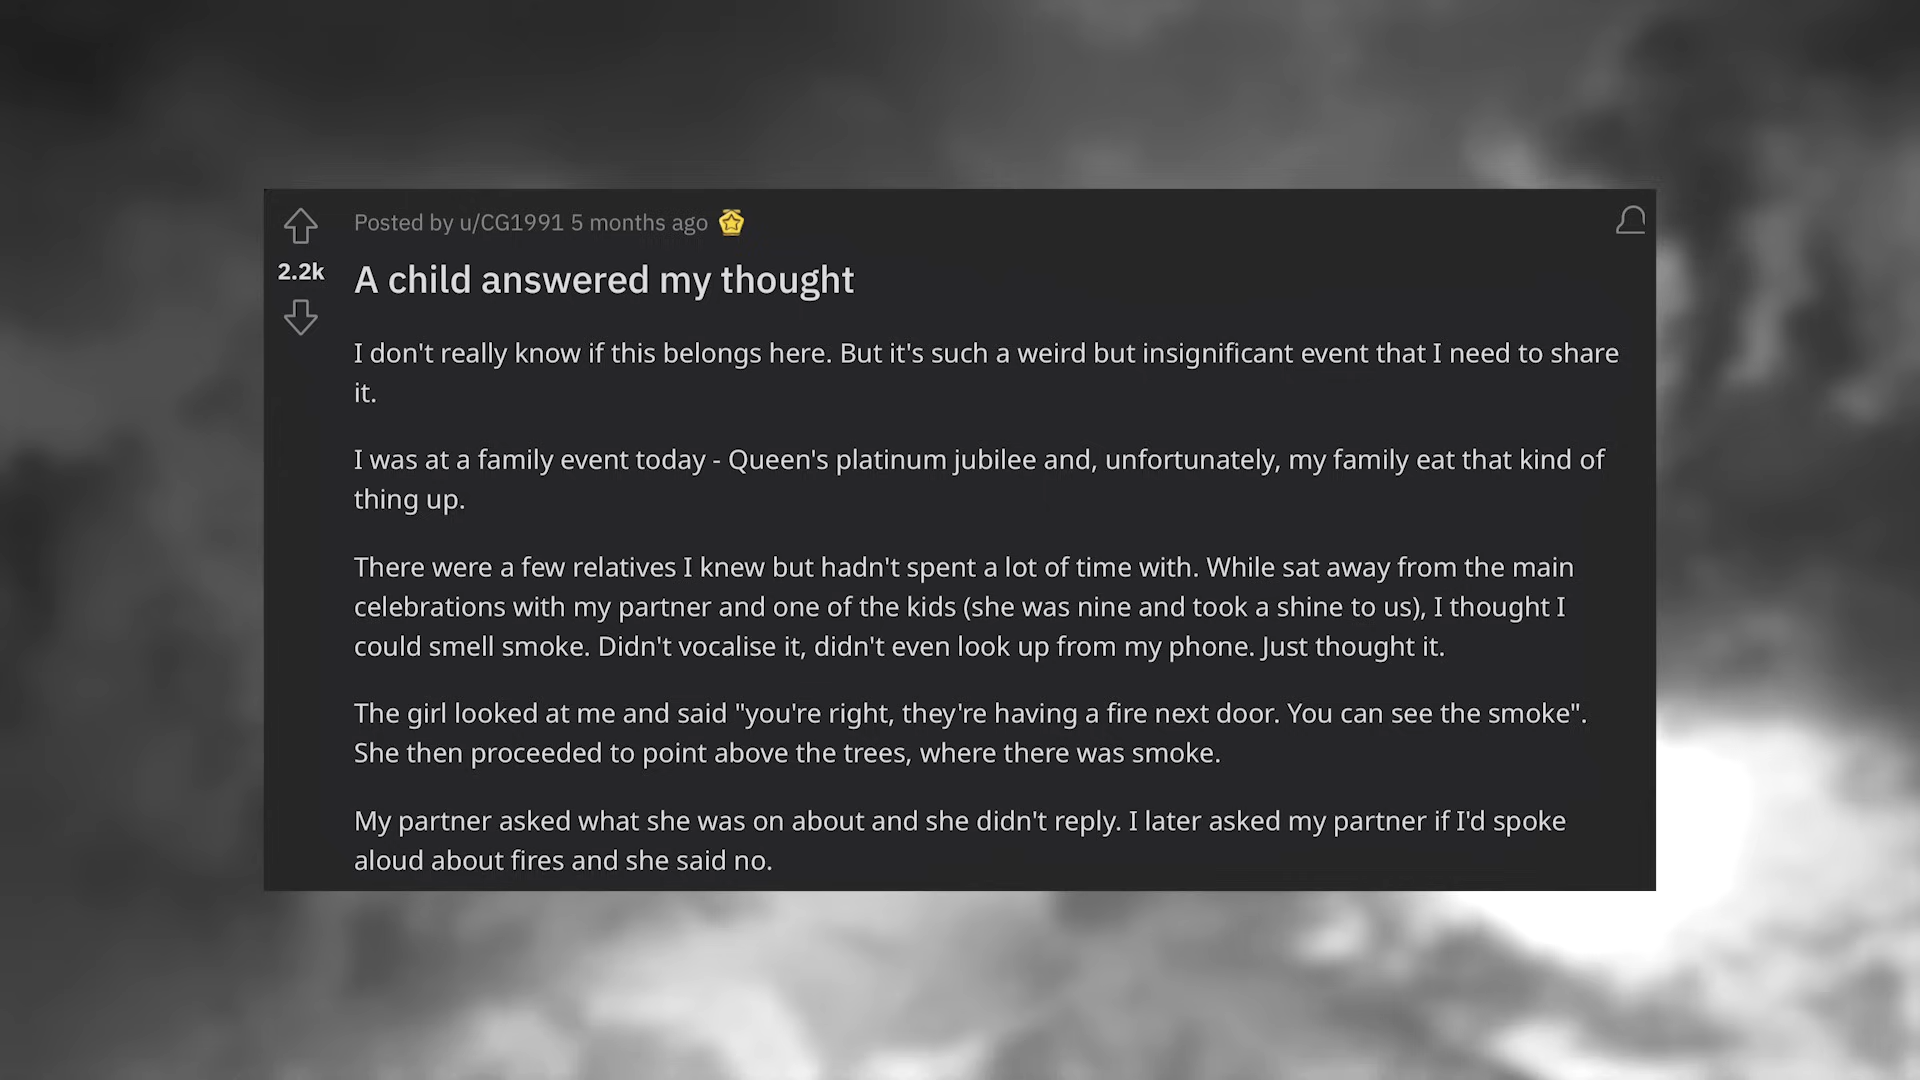 Posted by u/CG1991 5 months ago
2.2k
A child answered my thought
I don't really know if this belongs here. But it's such a weird but insignificant event that I need to share
it.
I was at a family event today - Queen's platinum jubilee and, unfortunately, my family eat that kind of
thing up.
There were a few relatives I knew but hadn't spent a lot of time with. While sat away from the main
celebrations with my partner and one of the kids (she was nine and took a shine to us), I thought I
could smell smoke. Didn't vocalise it, didn't even look up from my phone. Just thought it.
The girl looked at me and said "you're right, they're having a fire next door. You can see the smoke".
She then proceeded to point above the trees, where there was smoke.
My partner asked what she was on about and she didn't reply. I later asked my partner if I'd spoke
aloud about fires and she said no.